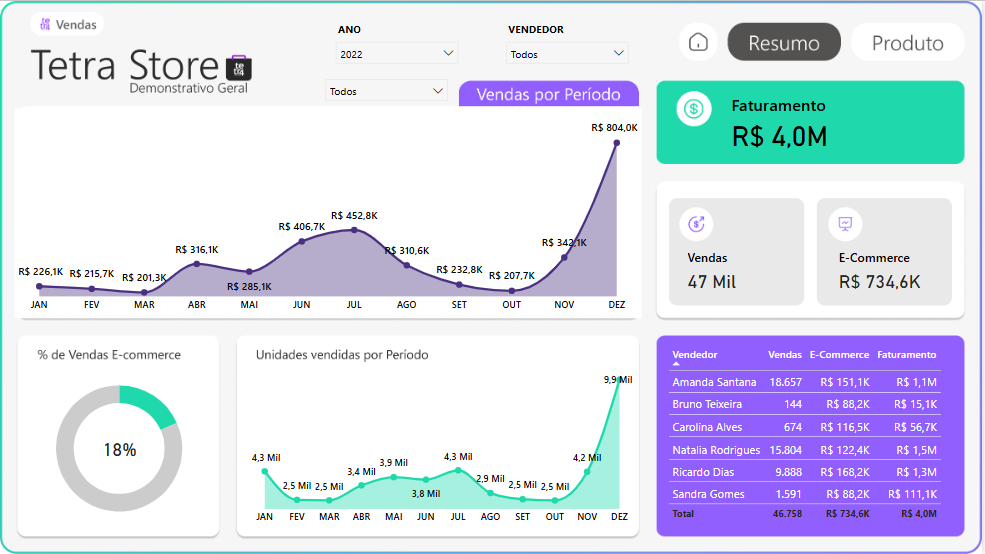 te
tr4
Vendas
Tetra Store
te
tr4
Demonstrativo Geral
ANO
2022
VENDEDOR
Todos
Todos
Resumo
Produto
Vendas por Período
R$ 226,1K
R$ 215,7K
R$ 201,3K
R$ 316,1K
R$ 285,1K
R$ 406,7K
R$ 452,8K
R$ 310,6K
R$ 232,8K
R$ 207,7K
R$ 342,1K
R$ 804,0K
JAN FEV MAR ABR MAI JUN JUL AGO SET OUT NOV DEZ
Faturamento
R$ 4,0M
Vendas
47 Mil
E-Commerce
R$ 734,6K
% de Vendas E-commerce
18%
Unidades vendidas por Período
4,3 Mil
2,5 Mil
2,5 Mil
3,4 Mil
3,9 Mil
3,8 Mil
4,3 Mil
2,9 Mil
2,5 Mil
2,5 Mil
4,2 Mil
9,9 Mil
JAN FEV MAR ABR MAI JUN JUL AGO SET OUT NOV DEZ
Vendedor Vendas E-Commerce Faturamento
Amanda Santana 18.657 R$ 151,1K R$ 1,1M
Bruno Teixeira 144 R$ 88,2K R$ 15,1K
Carolina Alves 674 R$ 116,5K R$ 56,7K
Natalia Rodrigues 15.804 R$ 122,4K R$ 1,5M
Ricardo Dias 9.888 R$ 168,2K R$ 1,3M
Sandra Gomes 1.591 R$ 88,2K R$ 111,1K
Total 46.758 R$ 734,6K R$ 4,0M